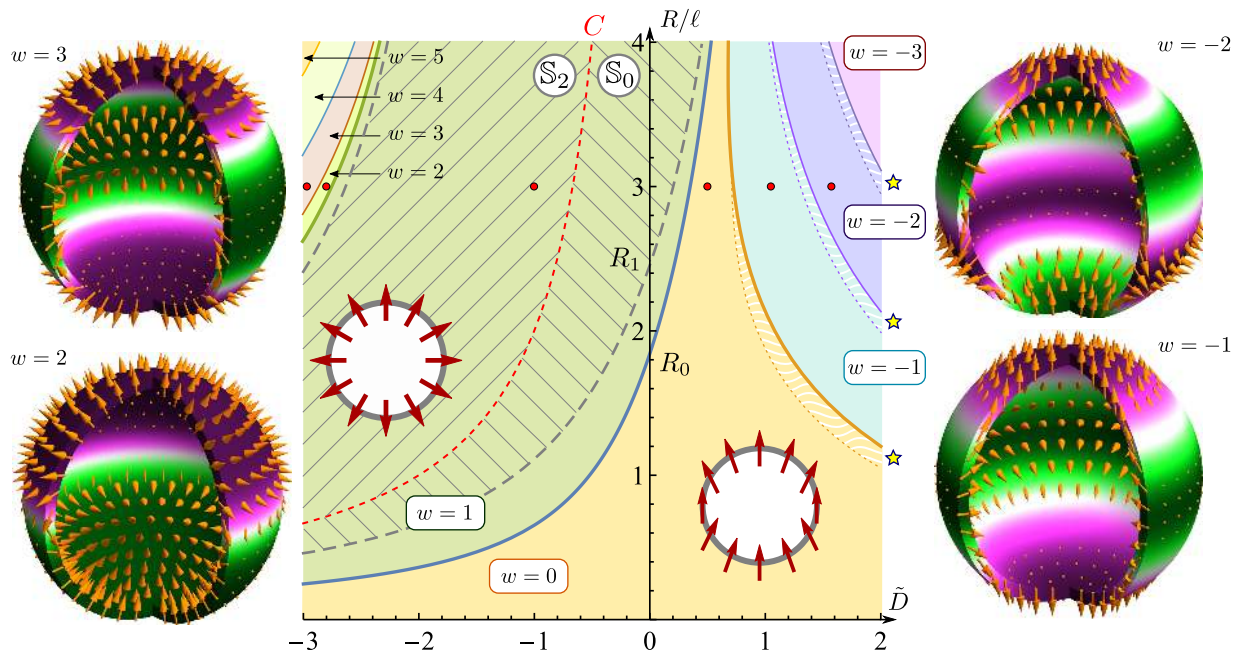 C
R/ℓ
w = 3
w = −2
w = 5
w = −3
4
𝕊₂
𝕊₀
w = 4
w = 3
w = 2
3
w = −2
R₁
2
w = −1
w = 2
R₀
w = −1
1
w = 1
w = 0
D̃
−3
−2
−1
0
1
2